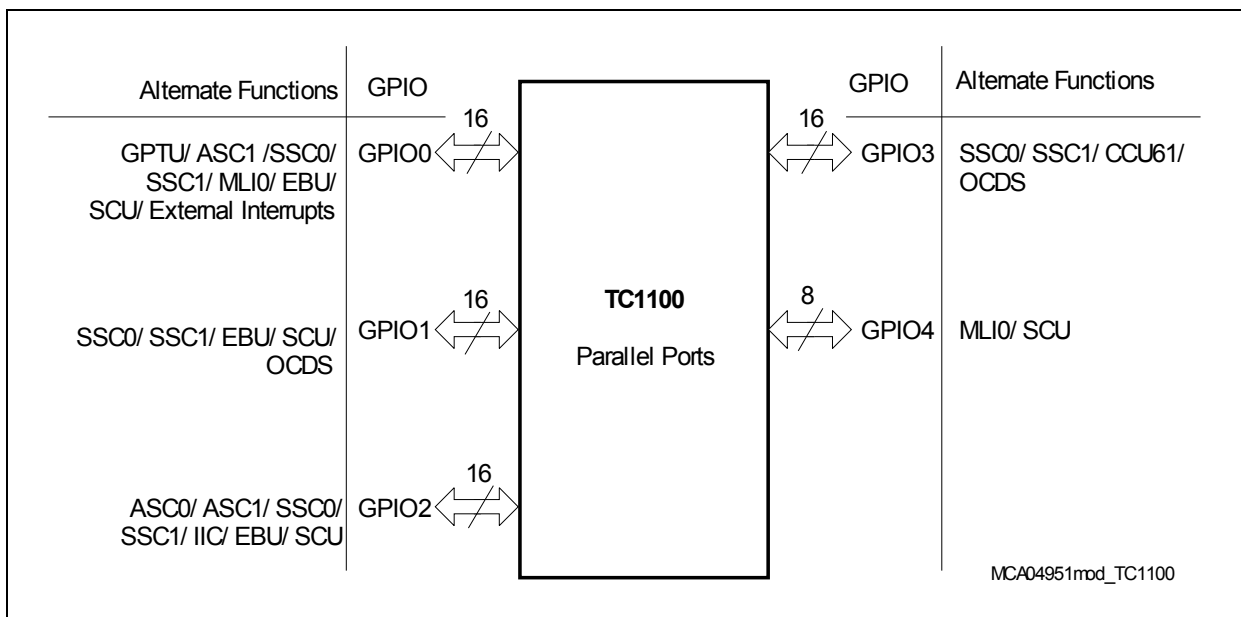 Alternate Functions GPIO
16
GPTU/ ASC1 /SSC0/ GPIO0
SSC1/ MLI0/ EBU/
SCU/ External Interrupts
16
SSC0/ SSC1/ EBU/ SCU/ GPIO1
OCDS
16
ASC0/ ASC1/ SSC0/ GPIO2
SSC1/ IIC/ EBU/ SCU
TC1100
Parallel Ports
GPIO Alternate Functions
16
GPIO3 SSC0/ SSC1/ CCU61/
OCDS
8
GPIO4 MLI0/ SCU
MCA04951mod_TC1100